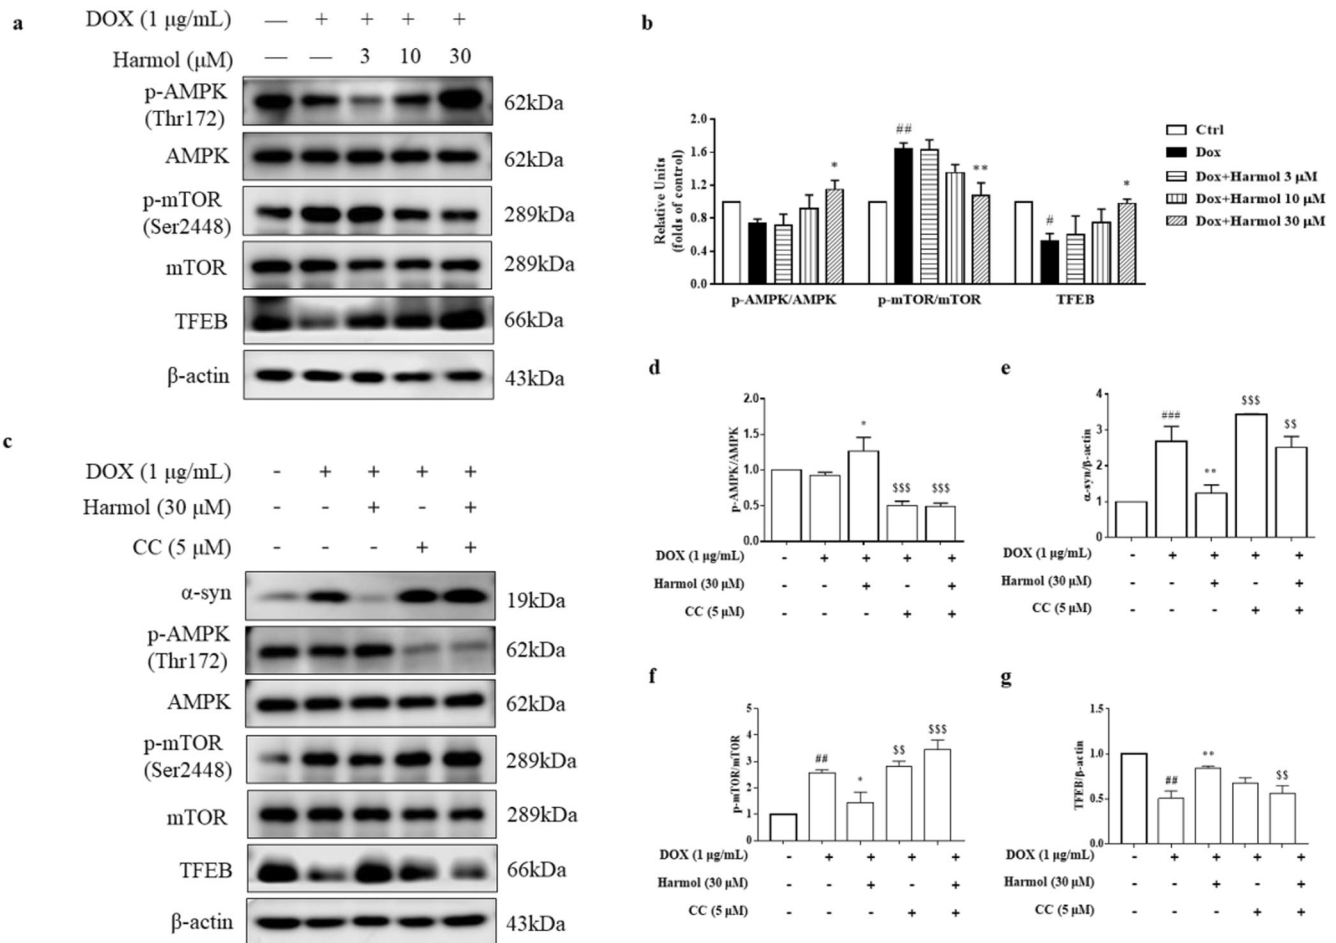 a
DOX (1 μg/mL) — + + + +
Harmol (μM) — — 3 10 30
p-AMPK
(Thr172)
62kDa
AMPK
62kDa
p-mTOR
(Ser2448)
289kDa
mTOR
289kDa
TFEB
66kDa
β-actin
43kDa
b
2.0
1.6
1.2
0.8
0.4
0.0
Relative Units
(folds of control)
*
##
**
#
*
p-AMPK/AMPK p-mTOR/mTOR TFEB
Ctrl
Dox
Dox+Harmol 3 μM
Dox+Harmol 10 μM
Dox+Harmol 30 μM
c
DOX (1 μg/mL) - + + + +
Harmol (30 μM) - - + - +
CC (5 μM) - - - + +
α-syn
19kDa
p-AMPK
(Thr172)
62kDa
AMPK
62kDa
p-mTOR
(Ser2448)
289kDa
mTOR
289kDa
TFEB
66kDa
β-actin
43kDa
d
2.0
1.5
1.0
0.5
0.0
p-AMPK/AMPK
*
$$$ $$$
DOX (1 μg/mL) - + + + +
Harmol (30 μM) - - + - +
CC (5 μM) - - - + +
e
4
3
2
1
0
α-syn/β-actin
###
**
$$$
$$
DOX (1 μg/mL) - + + + +
Harmol (30 μM) - - + - +
CC (5 μM) - - - + +
f
5
4
3
2
1
0
p-mTOR/mTOR
##
*
$$
$$$
DOX (1 μg/mL) - + + + +
Harmol (30 μM) - - + - +
CC (5 μM) - - - + +
g
1.5
1.0
0.5
0.0
TFEB/β-actin
##
**
$$
DOX (1 μg/mL) - + + + +
Harmol (30 μM) - - + - +
CC (5 μM) - - - + +